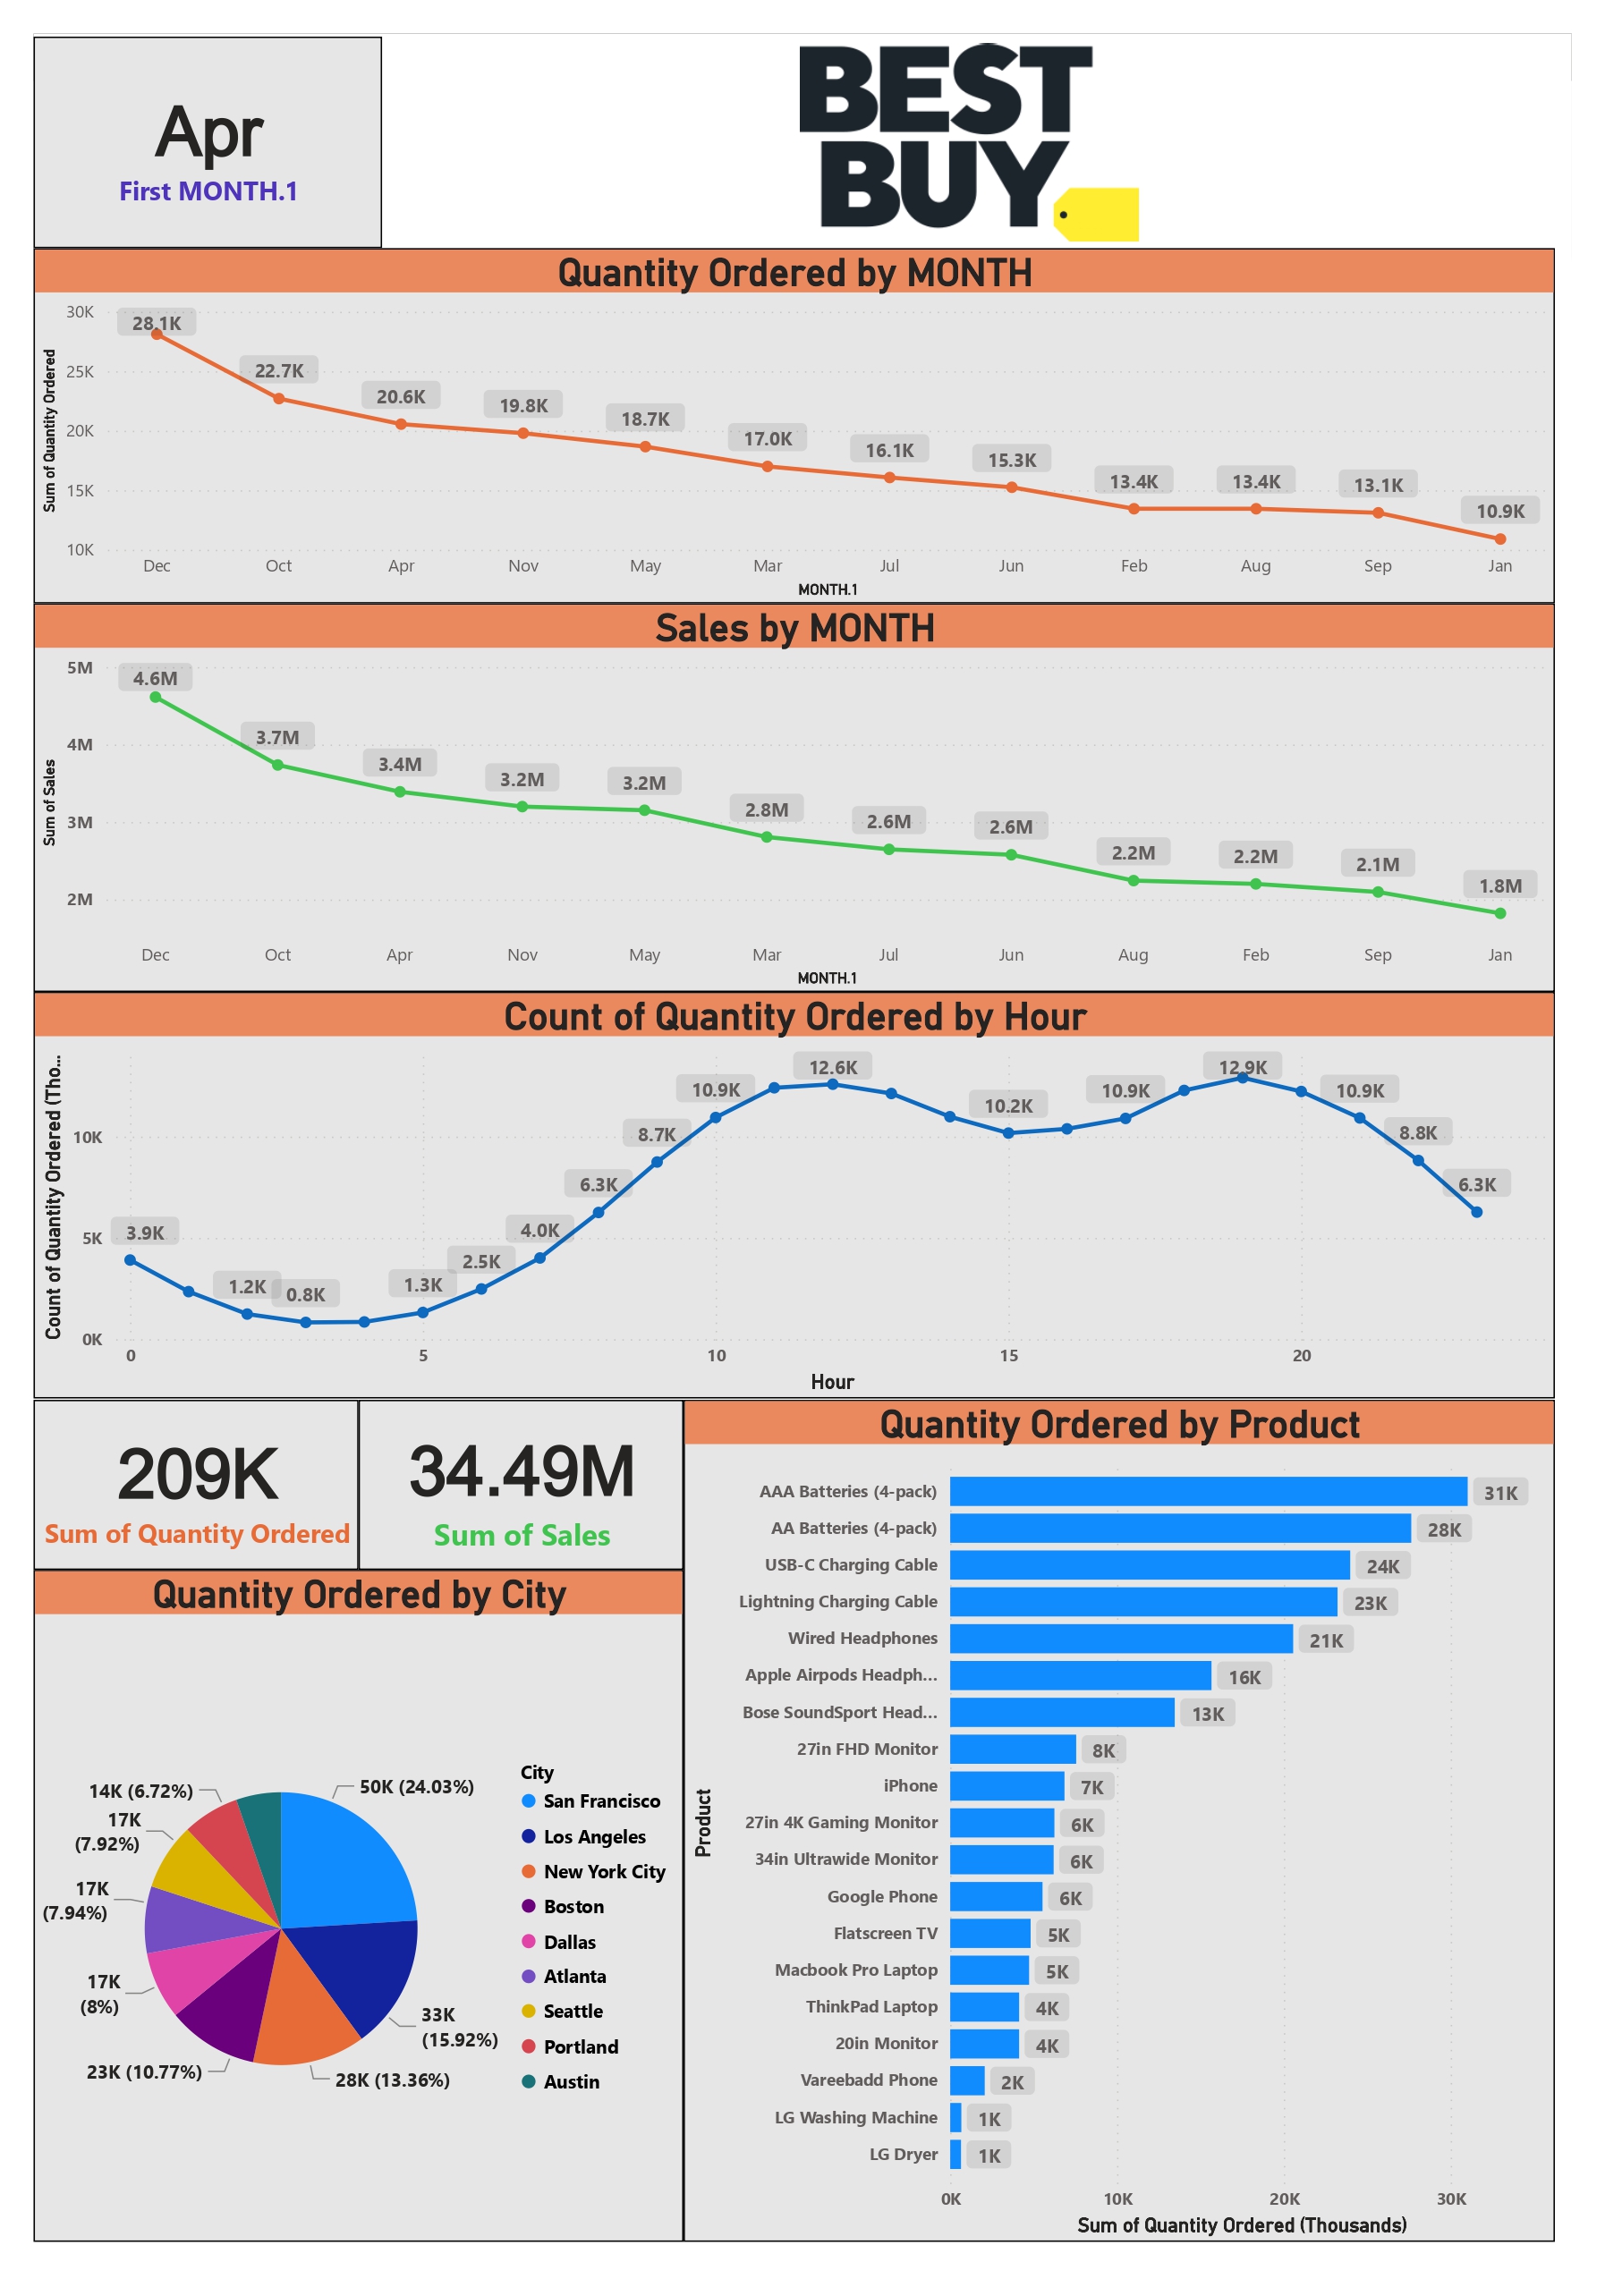 Apr
First MONTH.1
BEST
BUY
Quantity Ordered by MONTH
Sum of Quantity Ordered
30K
25K
20K
15K
10K
28.1K
22.7K
20.6K
19.8K
18.7K
17.0K
16.1K
15.3K
13.4K
13.4K
13.1K
10.9K
Dec Oct Apr Nov May Mar Jul Jun Feb Aug Sep Jan
MONTH.1
Sales by MONTH
Sum of Sales
5M
4M
3M
2M
4.6M
3.7M
3.4M
3.2M
3.2M
2.8M
2.6M
2.6M
2.2M
2.2M
2.1M
1.8M
Dec Oct Apr Nov May Mar Jul Jun Aug Feb Sep Jan
MONTH.1
Count of Quantity Ordered by Hour
Count of Quantity Ordered (Tho...
10K
5K
0K
3.9K
1.2K
0.8K
1.3K
2.5K
4.0K
6.3K
8.7K
10.9K
12.6K
10.2K
10.9K
12.9K
10.9K
8.8K
6.3K
0 5 10 15 20
Hour
209K
Sum of Quantity Ordered
34.49M
Sum of Sales
Quantity Ordered by City
50K (24.03%)
33K
(15.92%)
28K (13.36%)
23K (10.77%)
17K
(8%)
17K
(7.94%)
17K
(7.92%)
14K (6.72%)
City
San Francisco
Los Angeles
New York City
Boston
Dallas
Atlanta
Seattle
Portland
Austin
Quantity Ordered by Product
Product
AAA Batteries (4-pack) 31K
AA Batteries (4-pack) 28K
USB-C Charging Cable 24K
Lightning Charging Cable 23K
Wired Headphones 21K
Apple Airpods Headph... 16K
Bose SoundSport Head... 13K
27in FHD Monitor 8K
iPhone 7K
27in 4K Gaming Monitor 6K
34in Ultrawide Monitor 6K
Google Phone 6K
Flatscreen TV 5K
Macbook Pro Laptop 5K
ThinkPad Laptop 4K
20in Monitor 4K
Vareebadd Phone 2K
LG Washing Machine 1K
LG Dryer 1K
0K 10K 20K 30K
Sum of Quantity Ordered (Thousands)